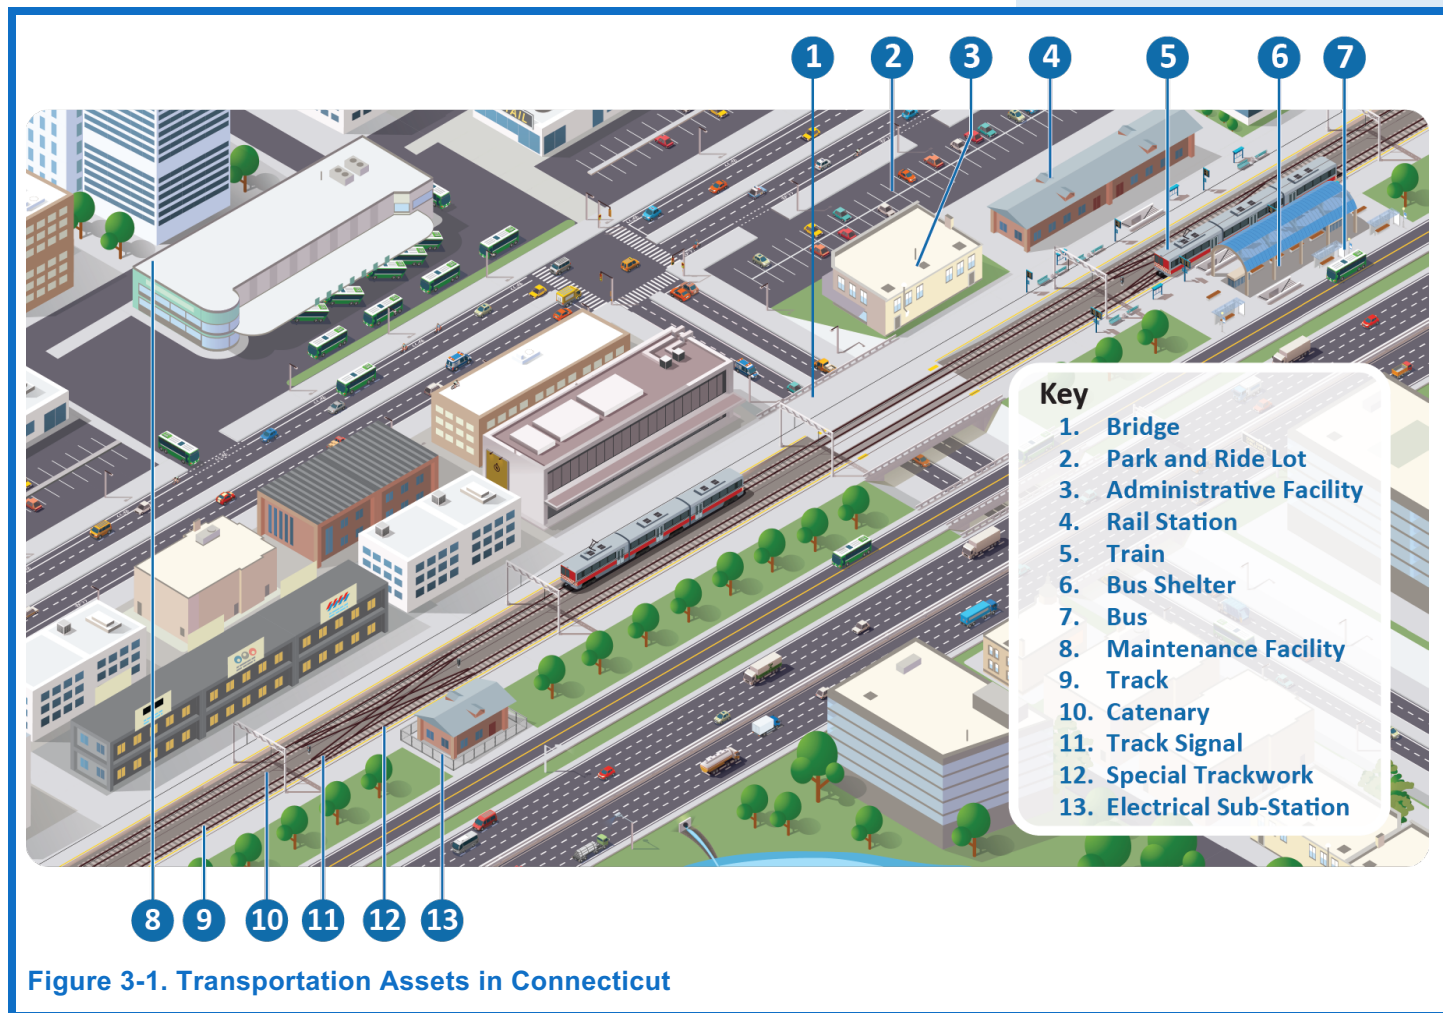 1 2 3 4 5 6 7
Key
1. Bridge
2. Park and Ride Lot
3. Administrative Facility
4. Rail Station
5. Train
6. Bus Shelter
7. Bus
8. Maintenance Facility
9. Track
10. Catenary
11. Track Signal
12. Special Trackwork
13. Electrical Sub-Station
8 9 10 11 12 13
Figure 3-1. Transportation Assets in Connecticut